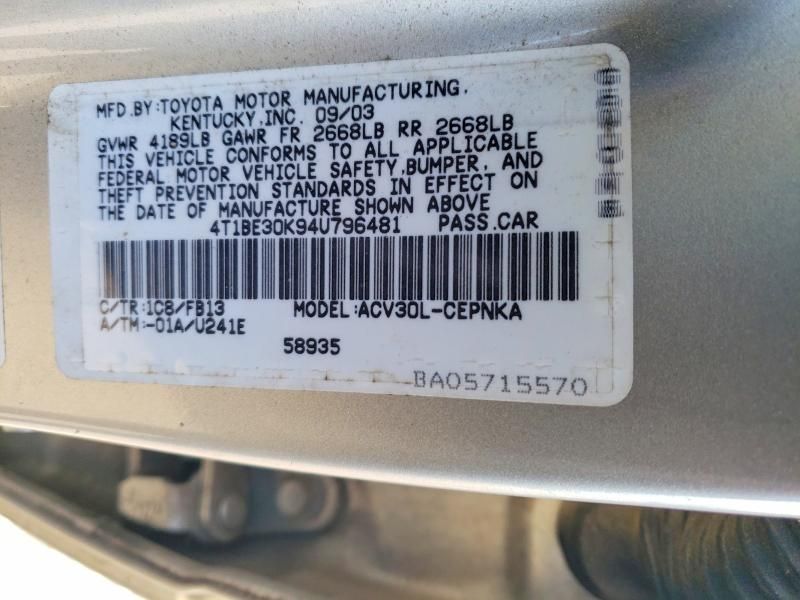 MFD.BY:TOYOTA MOTOR MANUFACTURING,
KENTUCKY,INC. 09/03
GVWR 4189LB GAWR FR 2668LB RR 2668LB
THIS VEHICLE CONFORMS TO ALL APPLICABLE
FEDERAL MOTOR VEHICLE SAFETY,BUMPER, AND
THEFT PREVENTION STANDARDS IN EFFECT ON
THE DATE OF MANUFACTURE SHOWN ABOVE
4T1BE30K94U796481 PASS.CAR
C/TR:1C8/FB13 MODEL:ACV30L-CEPNKA
A/TM:-01A/U241E
58935
BA05715570